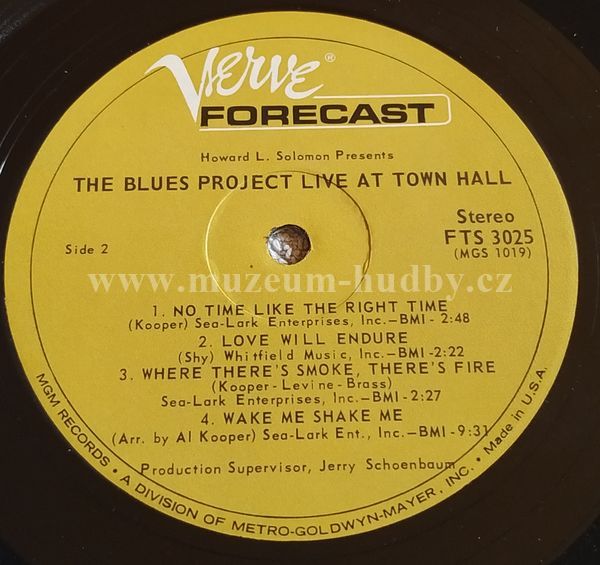 Verve®
FORECAST
Howard L. Solomon Presents
THE BLUES PROJECT LIVE AT TOWN HALL
Stereo
FTS 3025
(MGS 1019)
Side 2
www.muzeum-hudby.cz
1. NO TIME LIKE THE RIGHT TIME
(Kooper) Sea-Lark Enterprises, Inc.—BMI - 2:48
2. LOVE WILL ENDURE
(Shy) Whitfield Music, Inc.—BMI - 2:22
3. WHERE THERE'S SMOKE, THERE'S FIRE
(Kooper - Levine - Brass)
Sea-Lark Enterprises, Inc.—BMI - 2:27
4. WAKE ME SHAKE ME
(Arr. by Al Kooper) Sea-Lark Ent., Inc.—BMI - 9:31
Production Supervisor, Jerry Schoenbaum
MGM RECORDS • A DIVISION OF METRO-GOLDWYN-MAYER, INC. • Made in U.S.A.